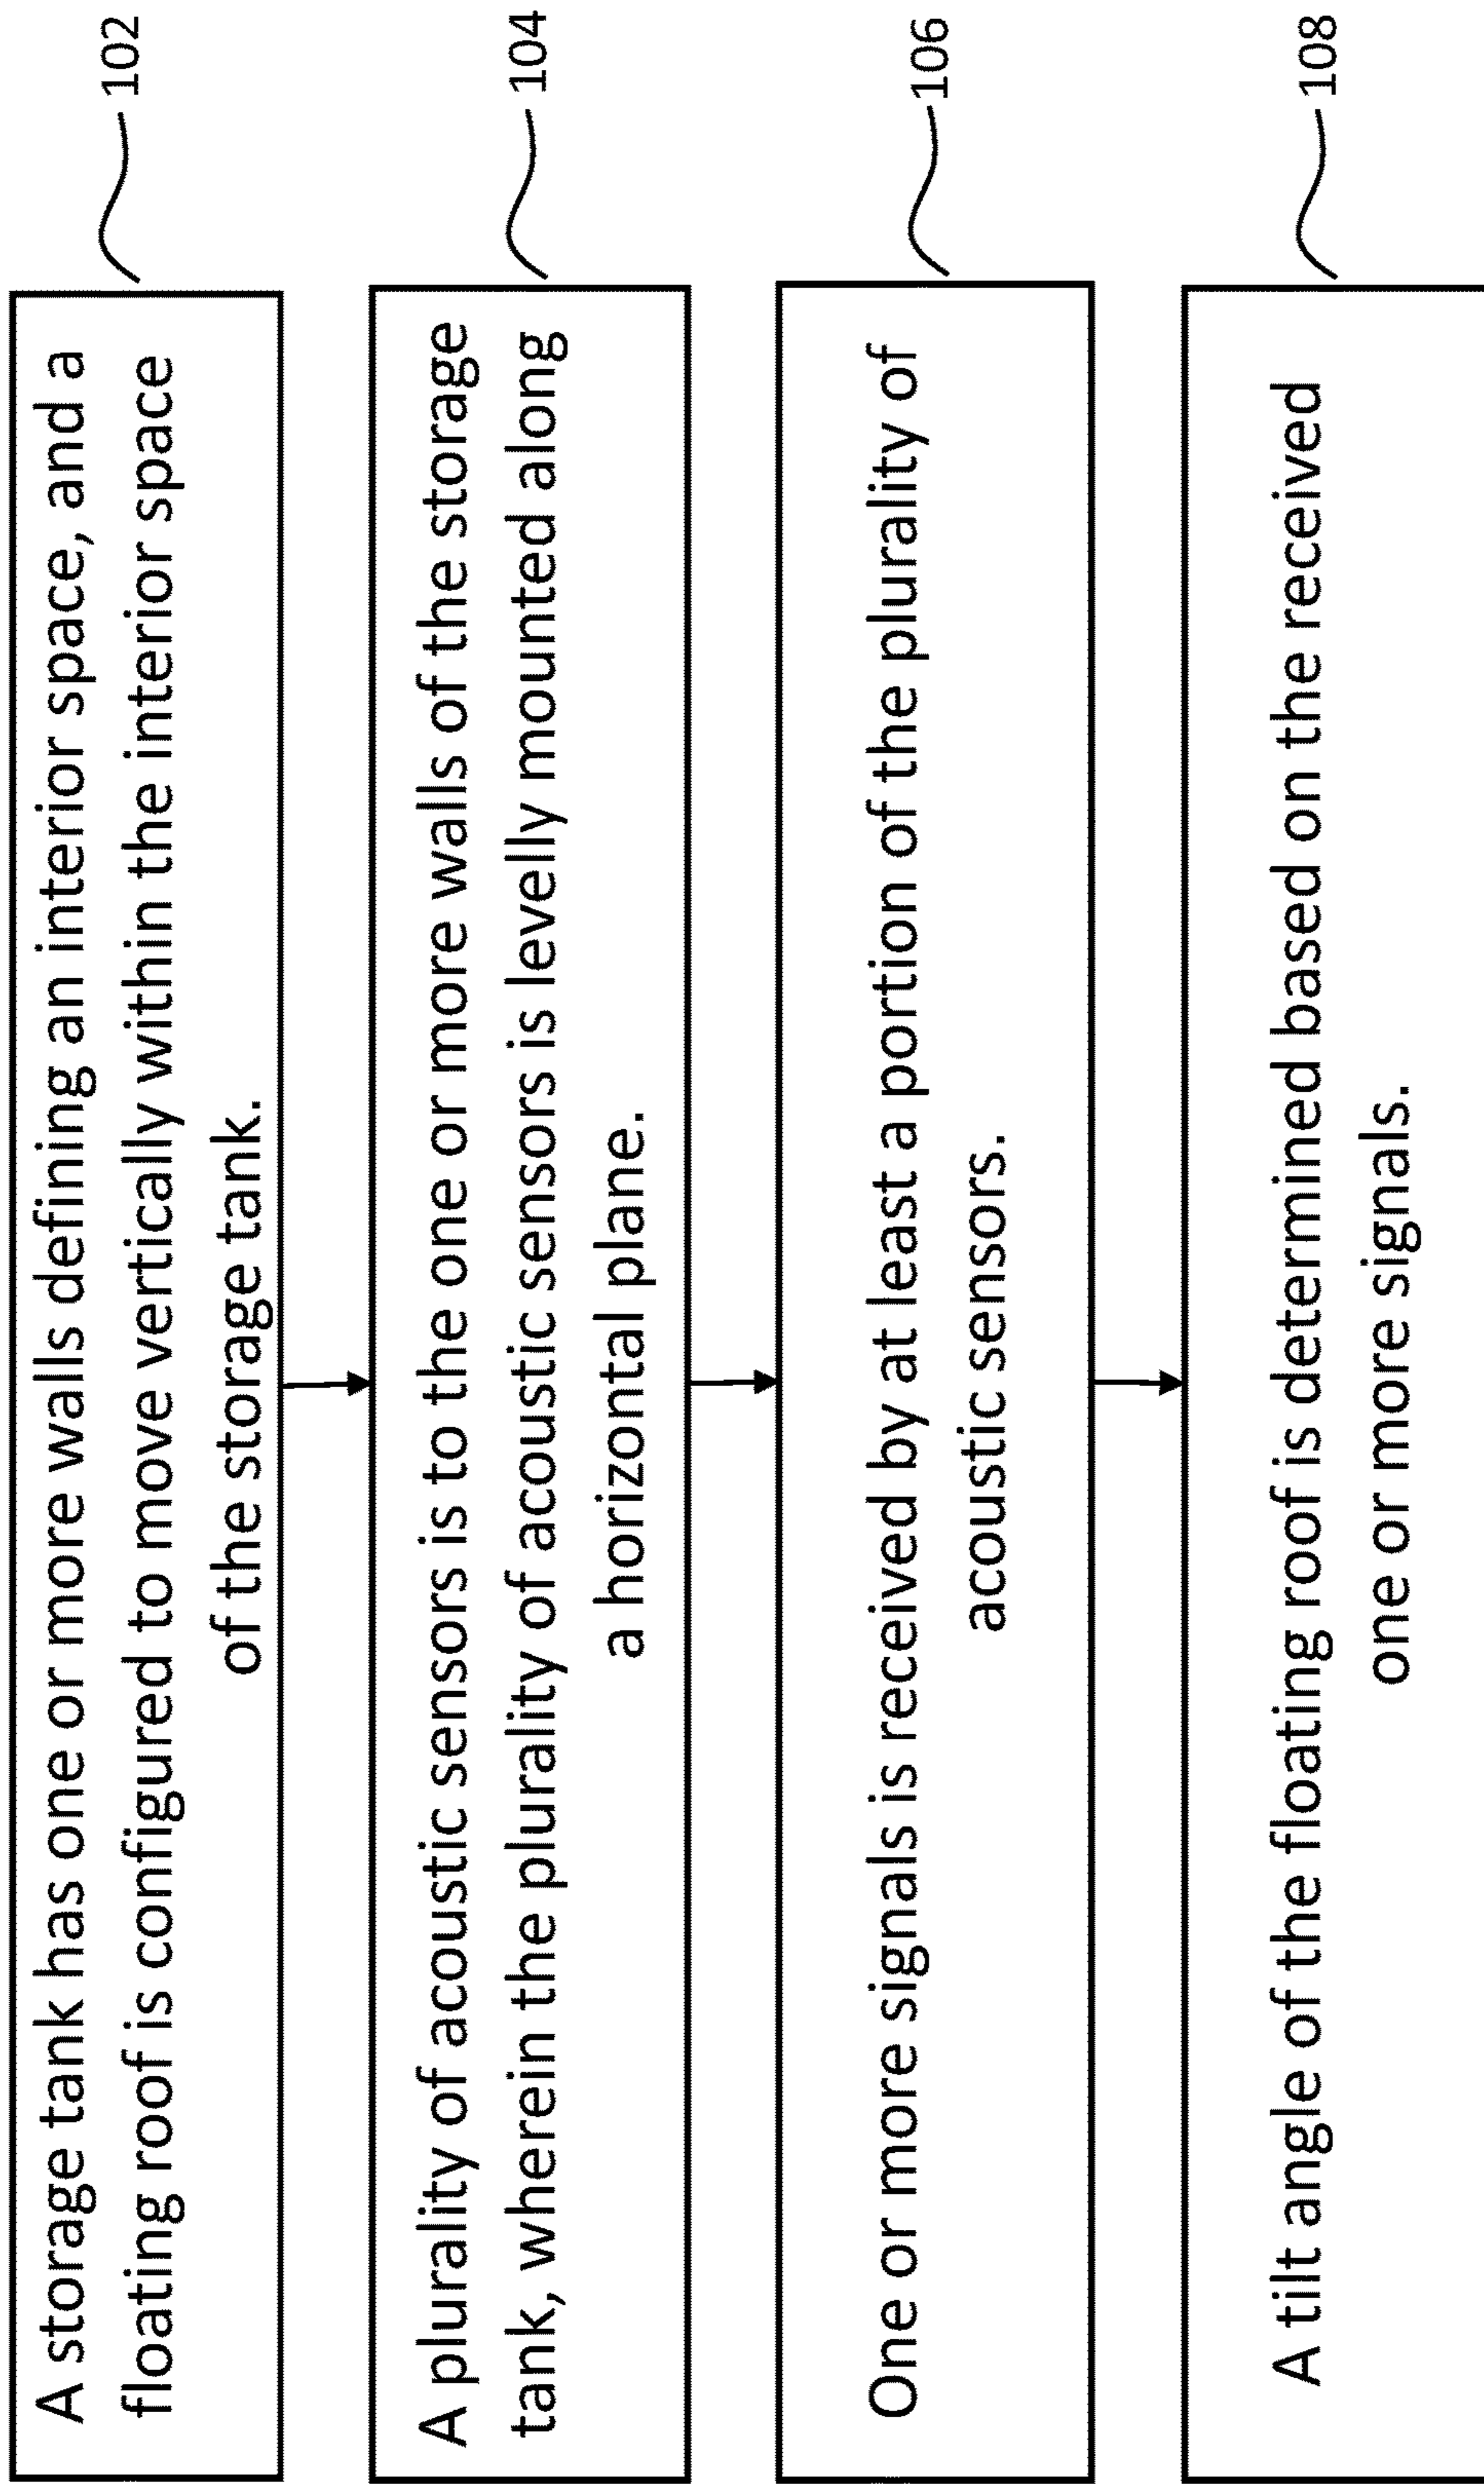 A storage tank has one or more walls defining an interior space, and a
floating roof is configured to move vertically within the interior space
of the storage tank.
102
A plurality of acoustic sensors is to the one or more walls of the storage
tank, wherein the plurality of acoustic sensors is levelly mounted along
a horizontal plane.
104
One or more signals is received by at least a portion of the plurality of
acoustic sensors.
106
A tilt angle of the floating roof is determined based on the received
one or more signals.
108